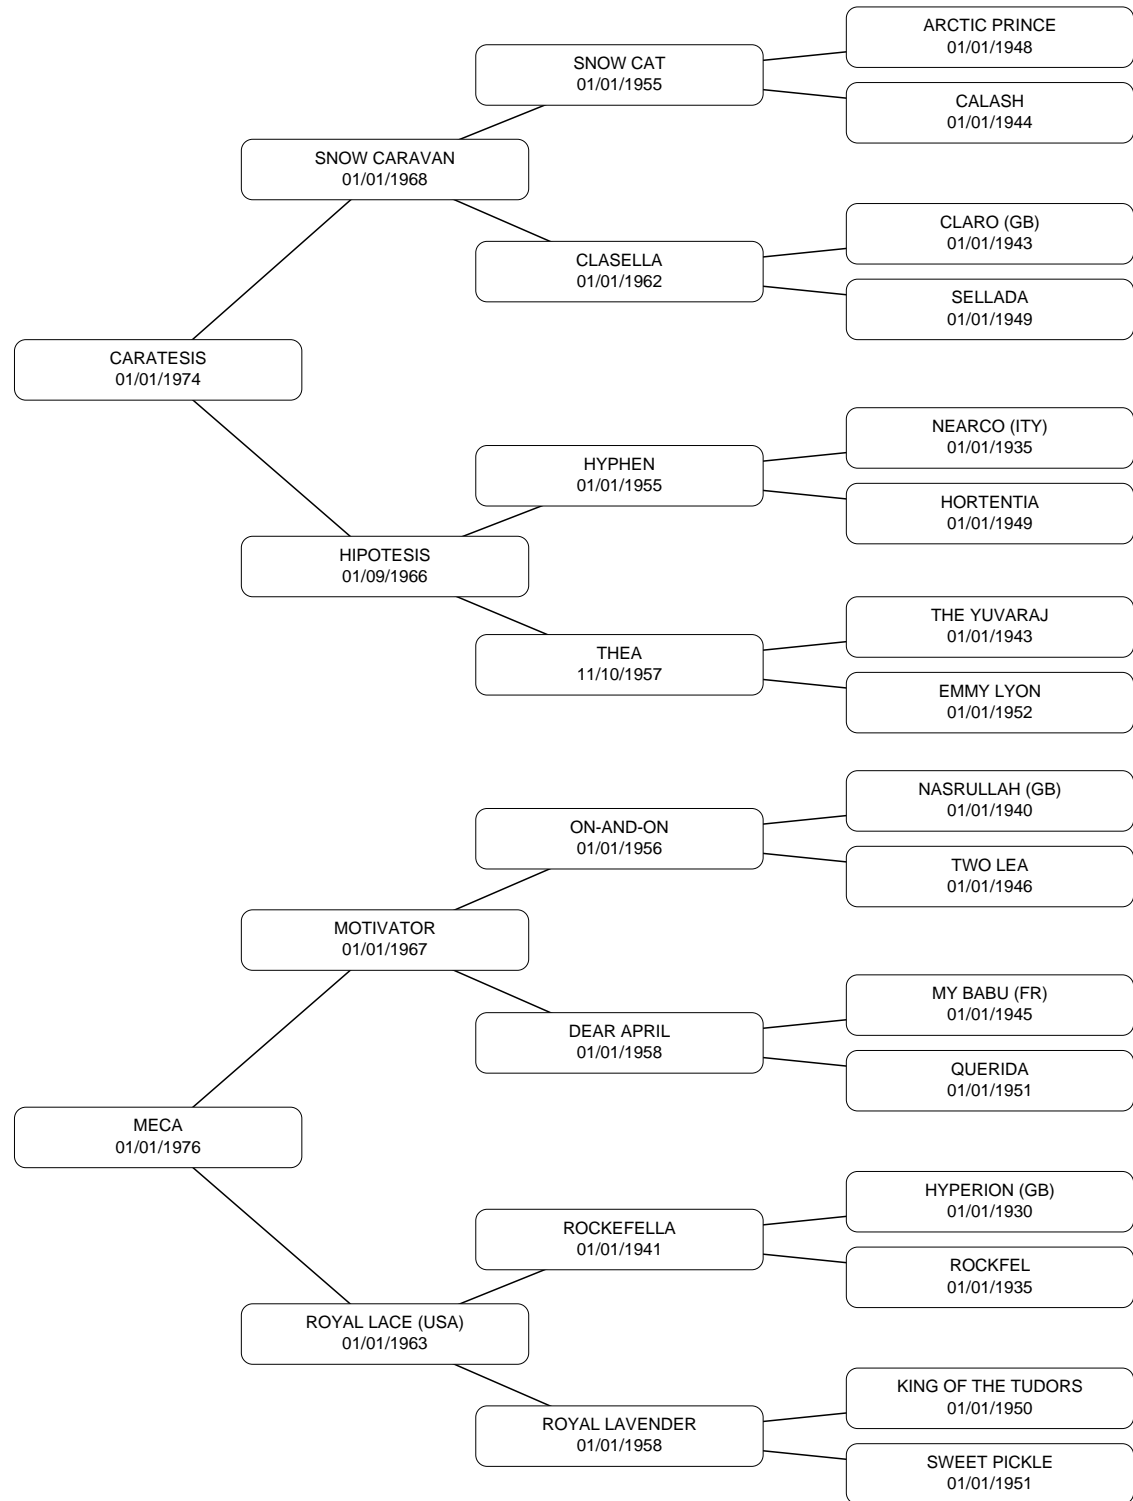 ARCTIC PRINCE
01/01/1948
SNOW CAT
01/01/1955
CALASH
01/01/1944
SNOW CARAVAN
01/01/1968
CLARO (GB)
01/01/1943
CLASELLA
01/01/1962
SELLADA
01/01/1949
CARATESIS
01/01/1974
NEARCO (ITY)
01/01/1935
HYPHEN
01/01/1955
HORTENTIA
01/01/1949
HIPOTESIS
01/09/1966
THE YUVARAJ
01/01/1943
THEA
11/10/1957
EMMY LYON
01/01/1952
NASRULLAH (GB)
01/01/1940
ON-AND-ON
01/01/1956
TWO LEA
01/01/1946
MOTIVATOR
01/01/1967
MY BABU (FR)
01/01/1945
DEAR APRIL
01/01/1958
QUERIDA
01/01/1951
MECA
01/01/1976
HYPERION (GB)
01/01/1930
ROCKEFELLA
01/01/1941
ROCKFEL
01/01/1935
ROYAL LACE (USA)
01/01/1963
KING OF THE TUDORS
01/01/1950
ROYAL LAVENDER
01/01/1958
SWEET PICKLE
01/01/1951